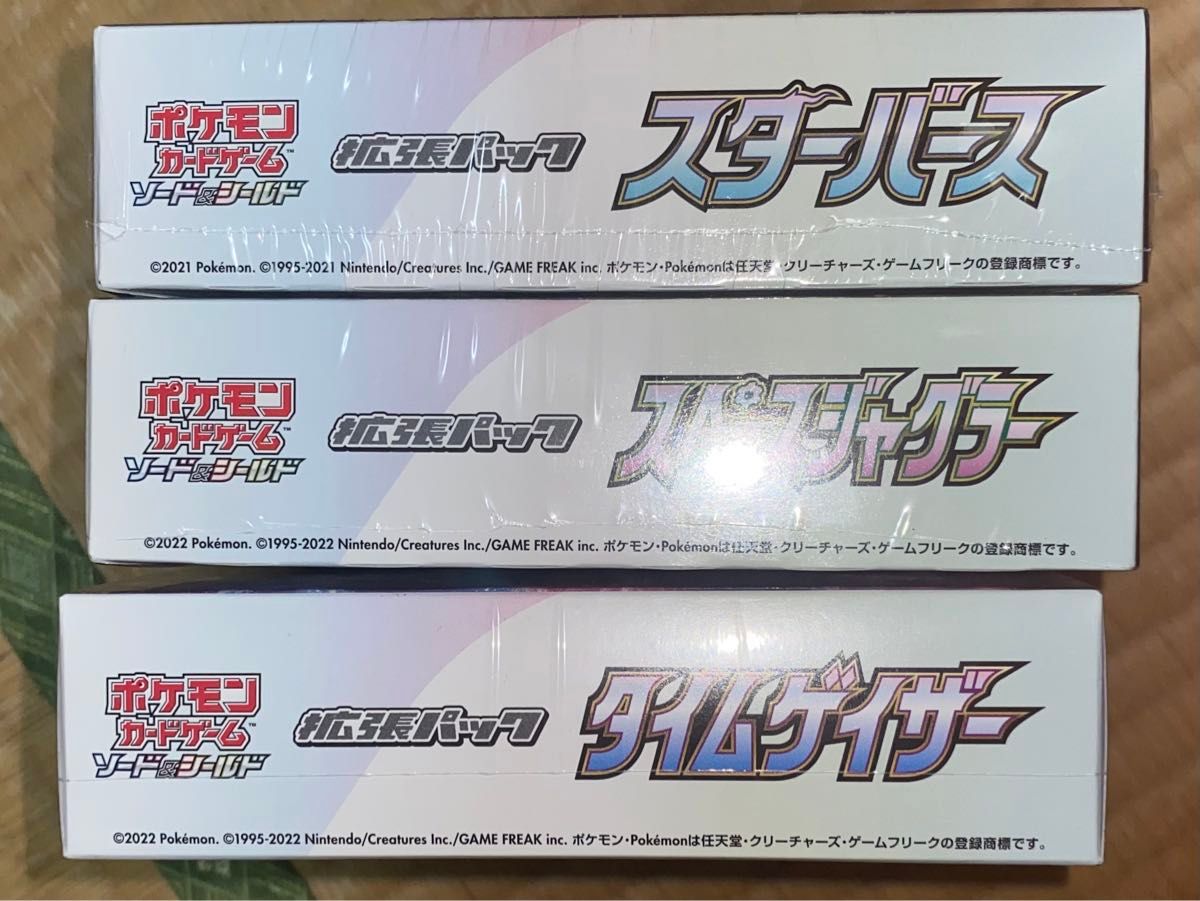 ポケモン
カードゲーム™
ソード&シールド
拡張パック
スターバース
©2021 Pokémon. ©1995-2021 Nintendo/Creatures Inc./GAME FREAK inc. ポケモン・Pokémonは任天堂・クリーチャーズ・ゲームフリークの登録商標です。
ポケモン
カードゲーム™
ソード&シールド
拡張パック
スペースジャグラー
©2022 Pokémon. ©1995-2022 Nintendo/Creatures Inc./GAME FREAK inc. ポケモン・Pokémonは任天堂・クリーチャーズ・ゲームフリークの登録商標です。
ポケモン
カードゲーム™
ソード&シールド
拡張パック
タイムゲイザー
©2022 Pokémon. ©1995-2022 Nintendo/Creatures Inc./GAME FREAK inc. ポケモン・Pokémonは任天堂・クリーチャーズ・ゲームフリークの登録商標です。